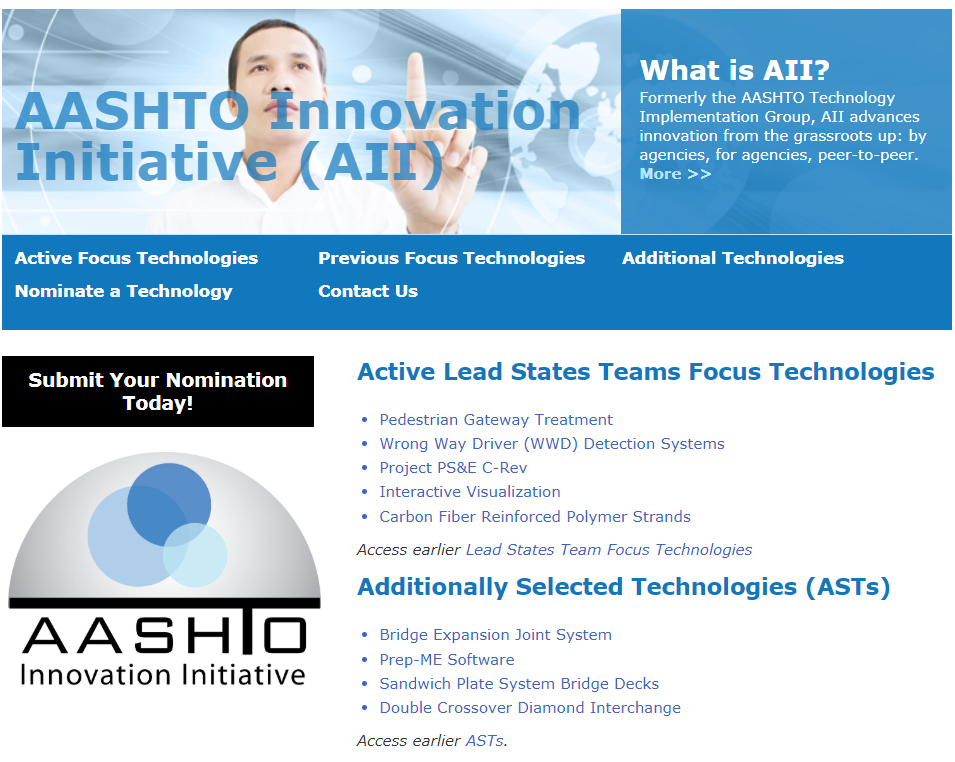 AASHTO Innovation
Initiative (AII)
What is AII?
Formerly the AASHTO Technology
Implementation Group, AII advances
innovation from the grassroots up: by
agencies, for agencies, peer-to-peer.
More >>
Active Focus Technologies
Previous Focus Technologies
Additional Technologies
Nominate a Technology
Contact Us
Submit Your Nomination
Today!
AASHTO
Innovation Initiative
Active Lead States Teams Focus Technologies
• Pedestrian Gateway Treatment
• Wrong Way Driver (WWD) Detection Systems
• Project PS&E C-Rev
• Interactive Visualization
• Carbon Fiber Reinforced Polymer Strands
Access earlier Lead States Team Focus Technologies
Additionally Selected Technologies (ASTs)
• Bridge Expansion Joint System
• Prep-ME Software
• Sandwich Plate System Bridge Decks
• Double Crossover Diamond Interchange
Access earlier ASTs.